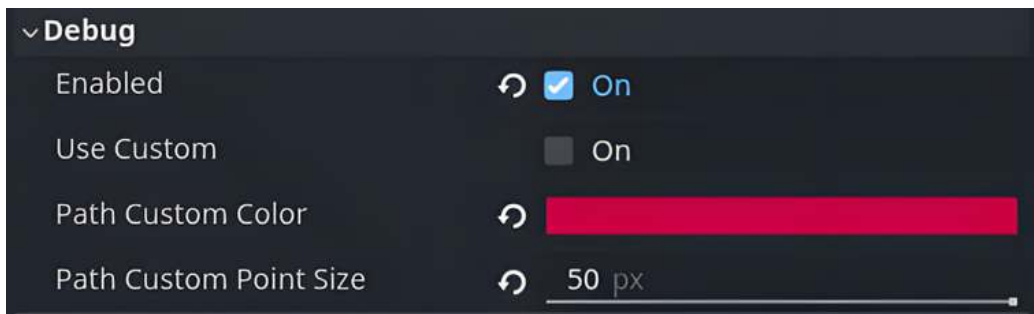 Debug
Enabled On
Use Custom On
Path Custom Color
Path Custom Point Size 50 px